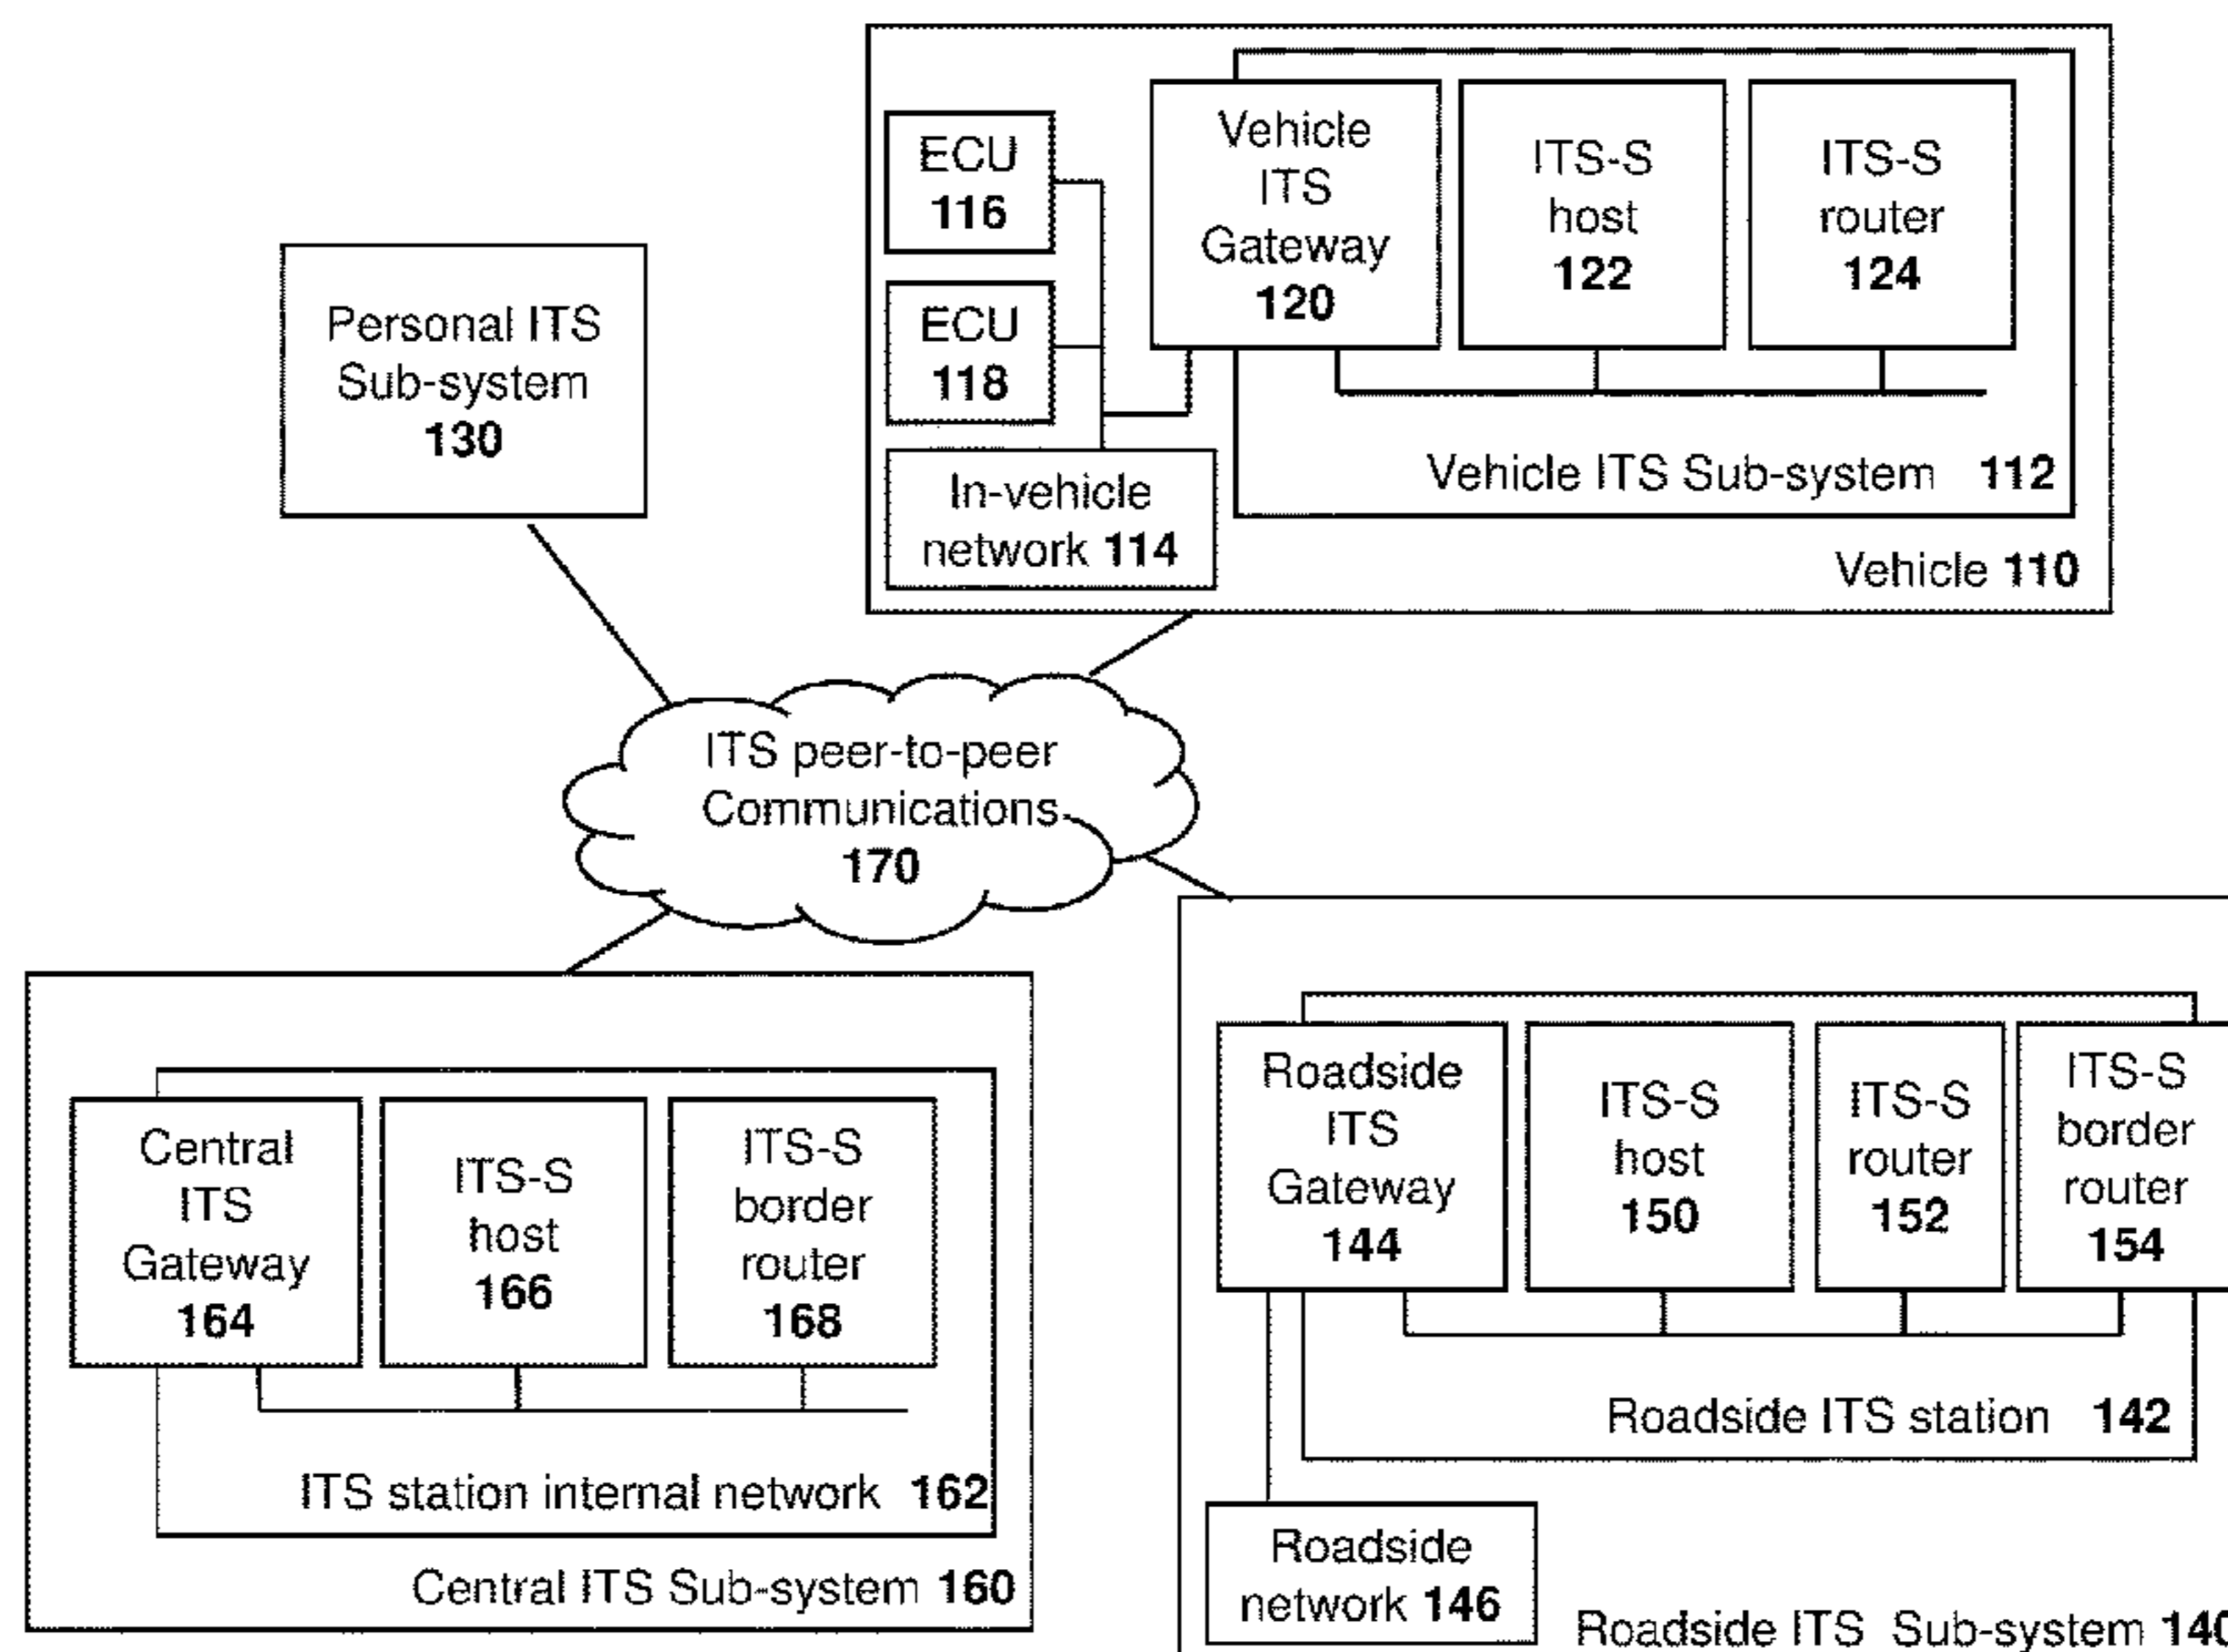 ECU
116
ECU
118
In-vehicle
network 114
Vehicle
ITS
Gateway
120
ITS-S
host
122
ITS-S
router
124
Vehicle ITS Sub-system 112
Vehicle 110
Personal ITS
Sub-system
130
ITS peer-to-peer
Communications
170
Central
ITS
Gateway
164
ITS-S
host
166
ITS-S
border
router
168
ITS station internal network 162
Central ITS Sub-system 160
Roadside
ITS
Gateway
144
ITS-S
host
150
ITS-S
router
152
ITS-S
border
router
154
Roadside ITS station 142
Roadside
network 146
Roadside ITS Sub-system 140